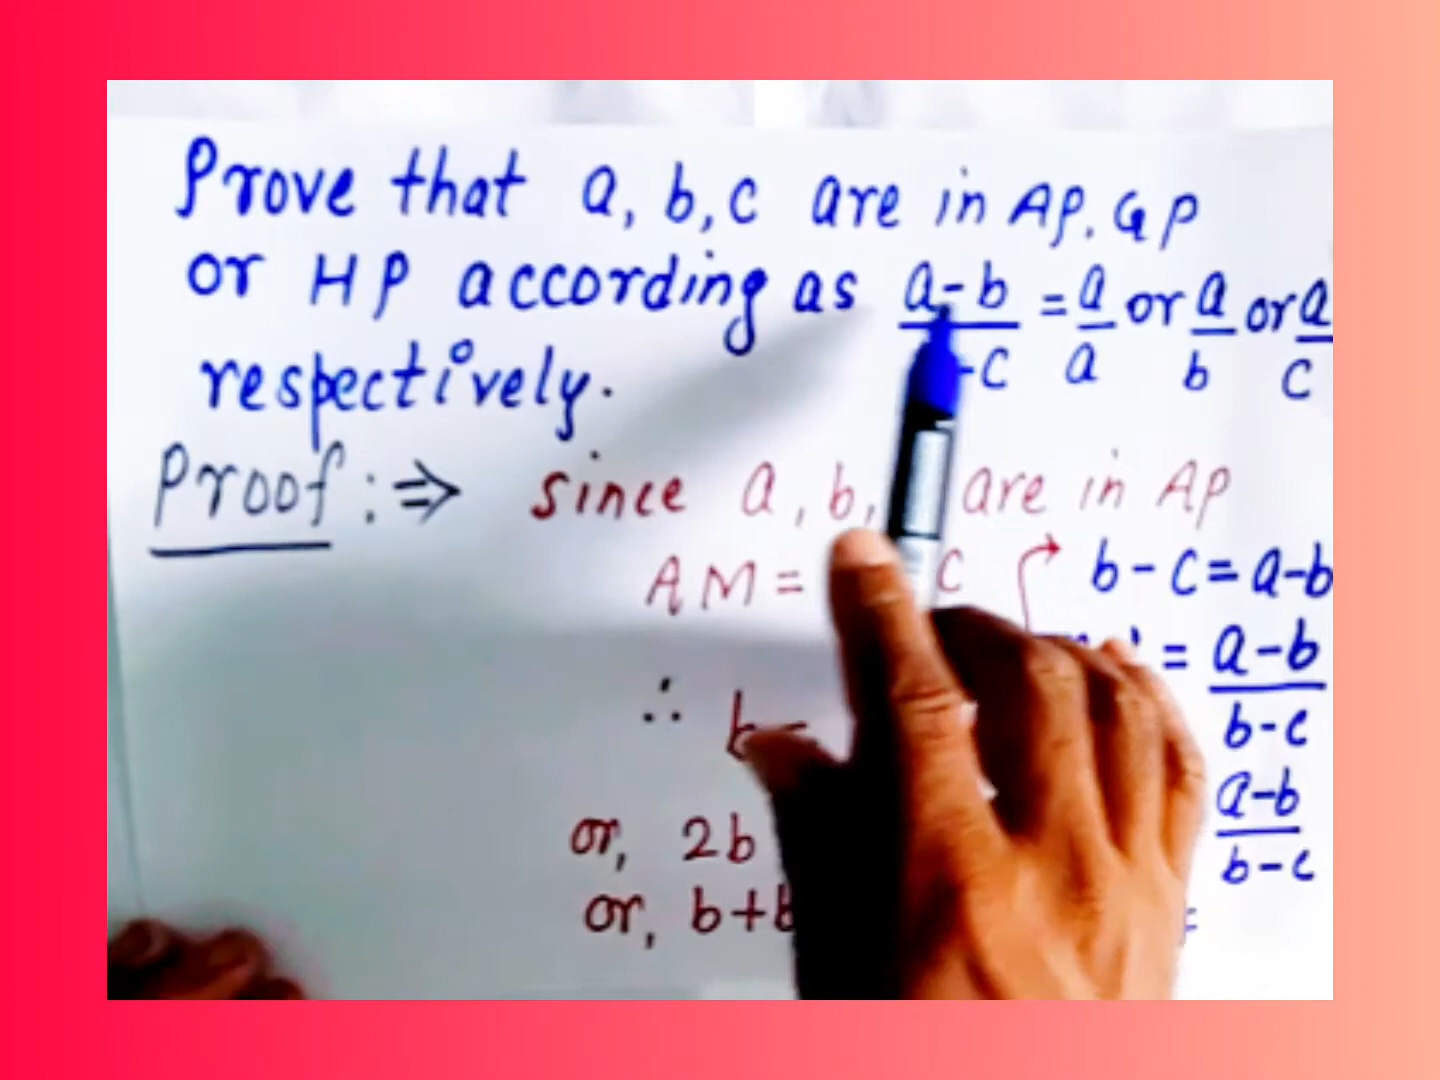 Prove that a, b, c are in AP. GP
or HP according as a-b/-c = a/a or a/b or a/c
respectively.
Proof :⇒ since a, b, are in AP
AM = c
b - c = a-b
= a-b/b-c
∴ b =
a-b/b-c
or, 2b
or, b+b
=